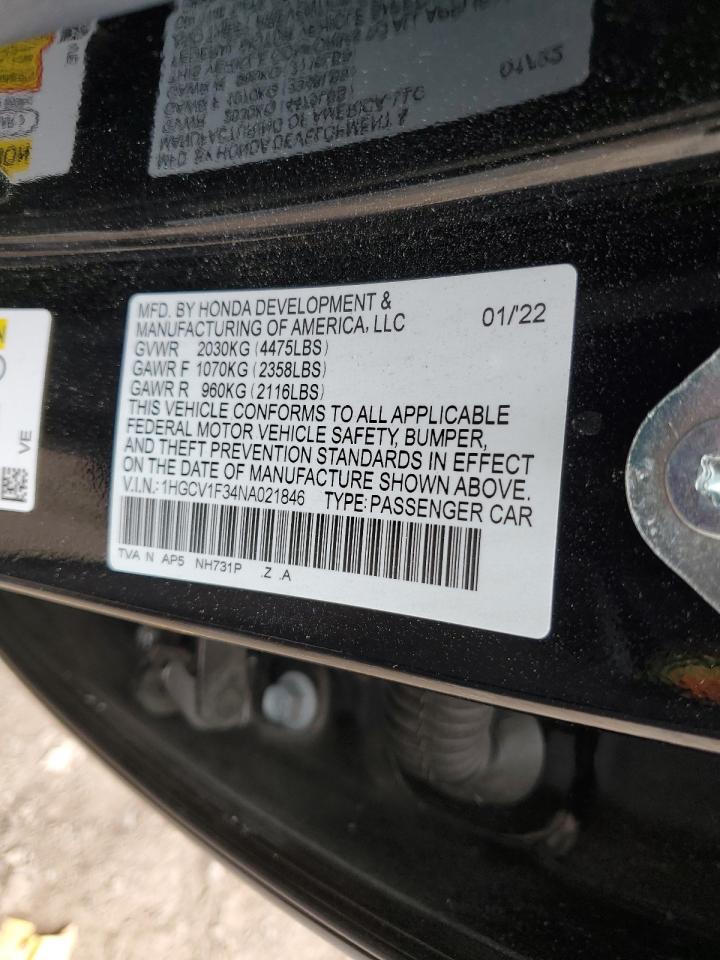 MFD. BY HONDA DEVELOPMENT &
MANUFACTURING OF AMERICA, LLC 01/'22
GVWR 2030KG (4475LBS)
GAWR F 1070KG (2358LBS)
GAWR R 960KG (2116LBS)
THIS VEHICLE CONFORMS TO ALL APPLICABLE
FEDERAL MOTOR VEHICLE SAFETY, BUMPER,
AND THEFT PREVENTION STANDARDS IN EFFECT
ON THE DATE OF MANUFACTURE SHOWN ABOVE.
V.I.N.: 1HGCV1F34NA021846 TYPE: PASSENGER CAR
TVA N AP5 NH731P .Z .A
VE